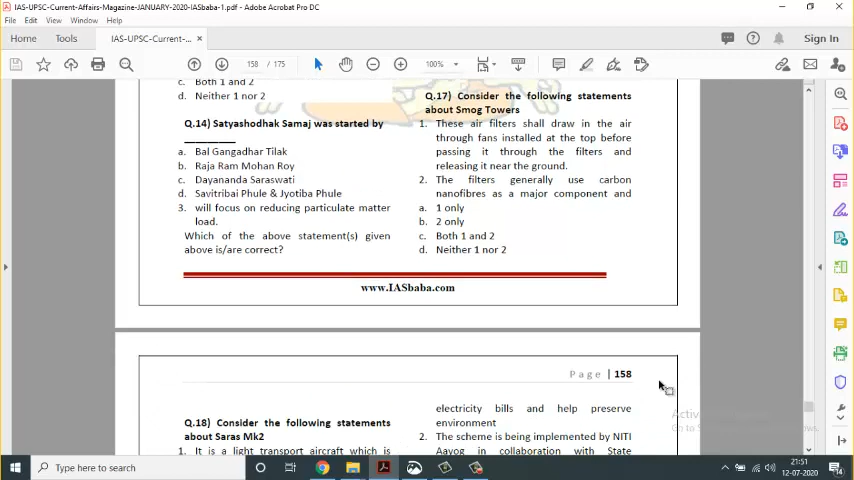 IAS-UPSC-Current-Affairs-Magazine-JANUARY-2020-IASbaba-1.pdf - Adobe Acrobat Pro DC
File Edit View Window Help
Home Tools IAS-UPSC-Current-... × Sign In
158 / 175 100%
c. Both 1 and 2
d. Neither 1 nor 2
Q.14) Satyashodhak Samaj was started by
________
a. Bal Gangadhar Tilak
b. Raja Ram Mohan Roy
c. Dayananda Saraswati
d. Savitribai Phule & Jyotiba Phule
3. will focus on reducing particulate matter
load.
Which of the above statement(s) given
above is/are correct?
Q.17) Consider the following statements
about Smog Towers
1. These air filters shall draw in the air
through fans installed at the top before
passing it through the filters and
releasing it near the ground.
2. The filters generally use carbon
nanofibres as a major component and
a. 1 only
b. 2 only
c. Both 1 and 2
d. Neither 1 nor 2
www.IASbaba.com
Page | 158
Q.18) Consider the following statements
about Saras Mk2
1. It is a light transport aircraft which is
electricity bills and help preserve
environment
2. The scheme is being implemented by NITI
Aayog in collaboration with State
Type here to search
21:51
12-07-2020